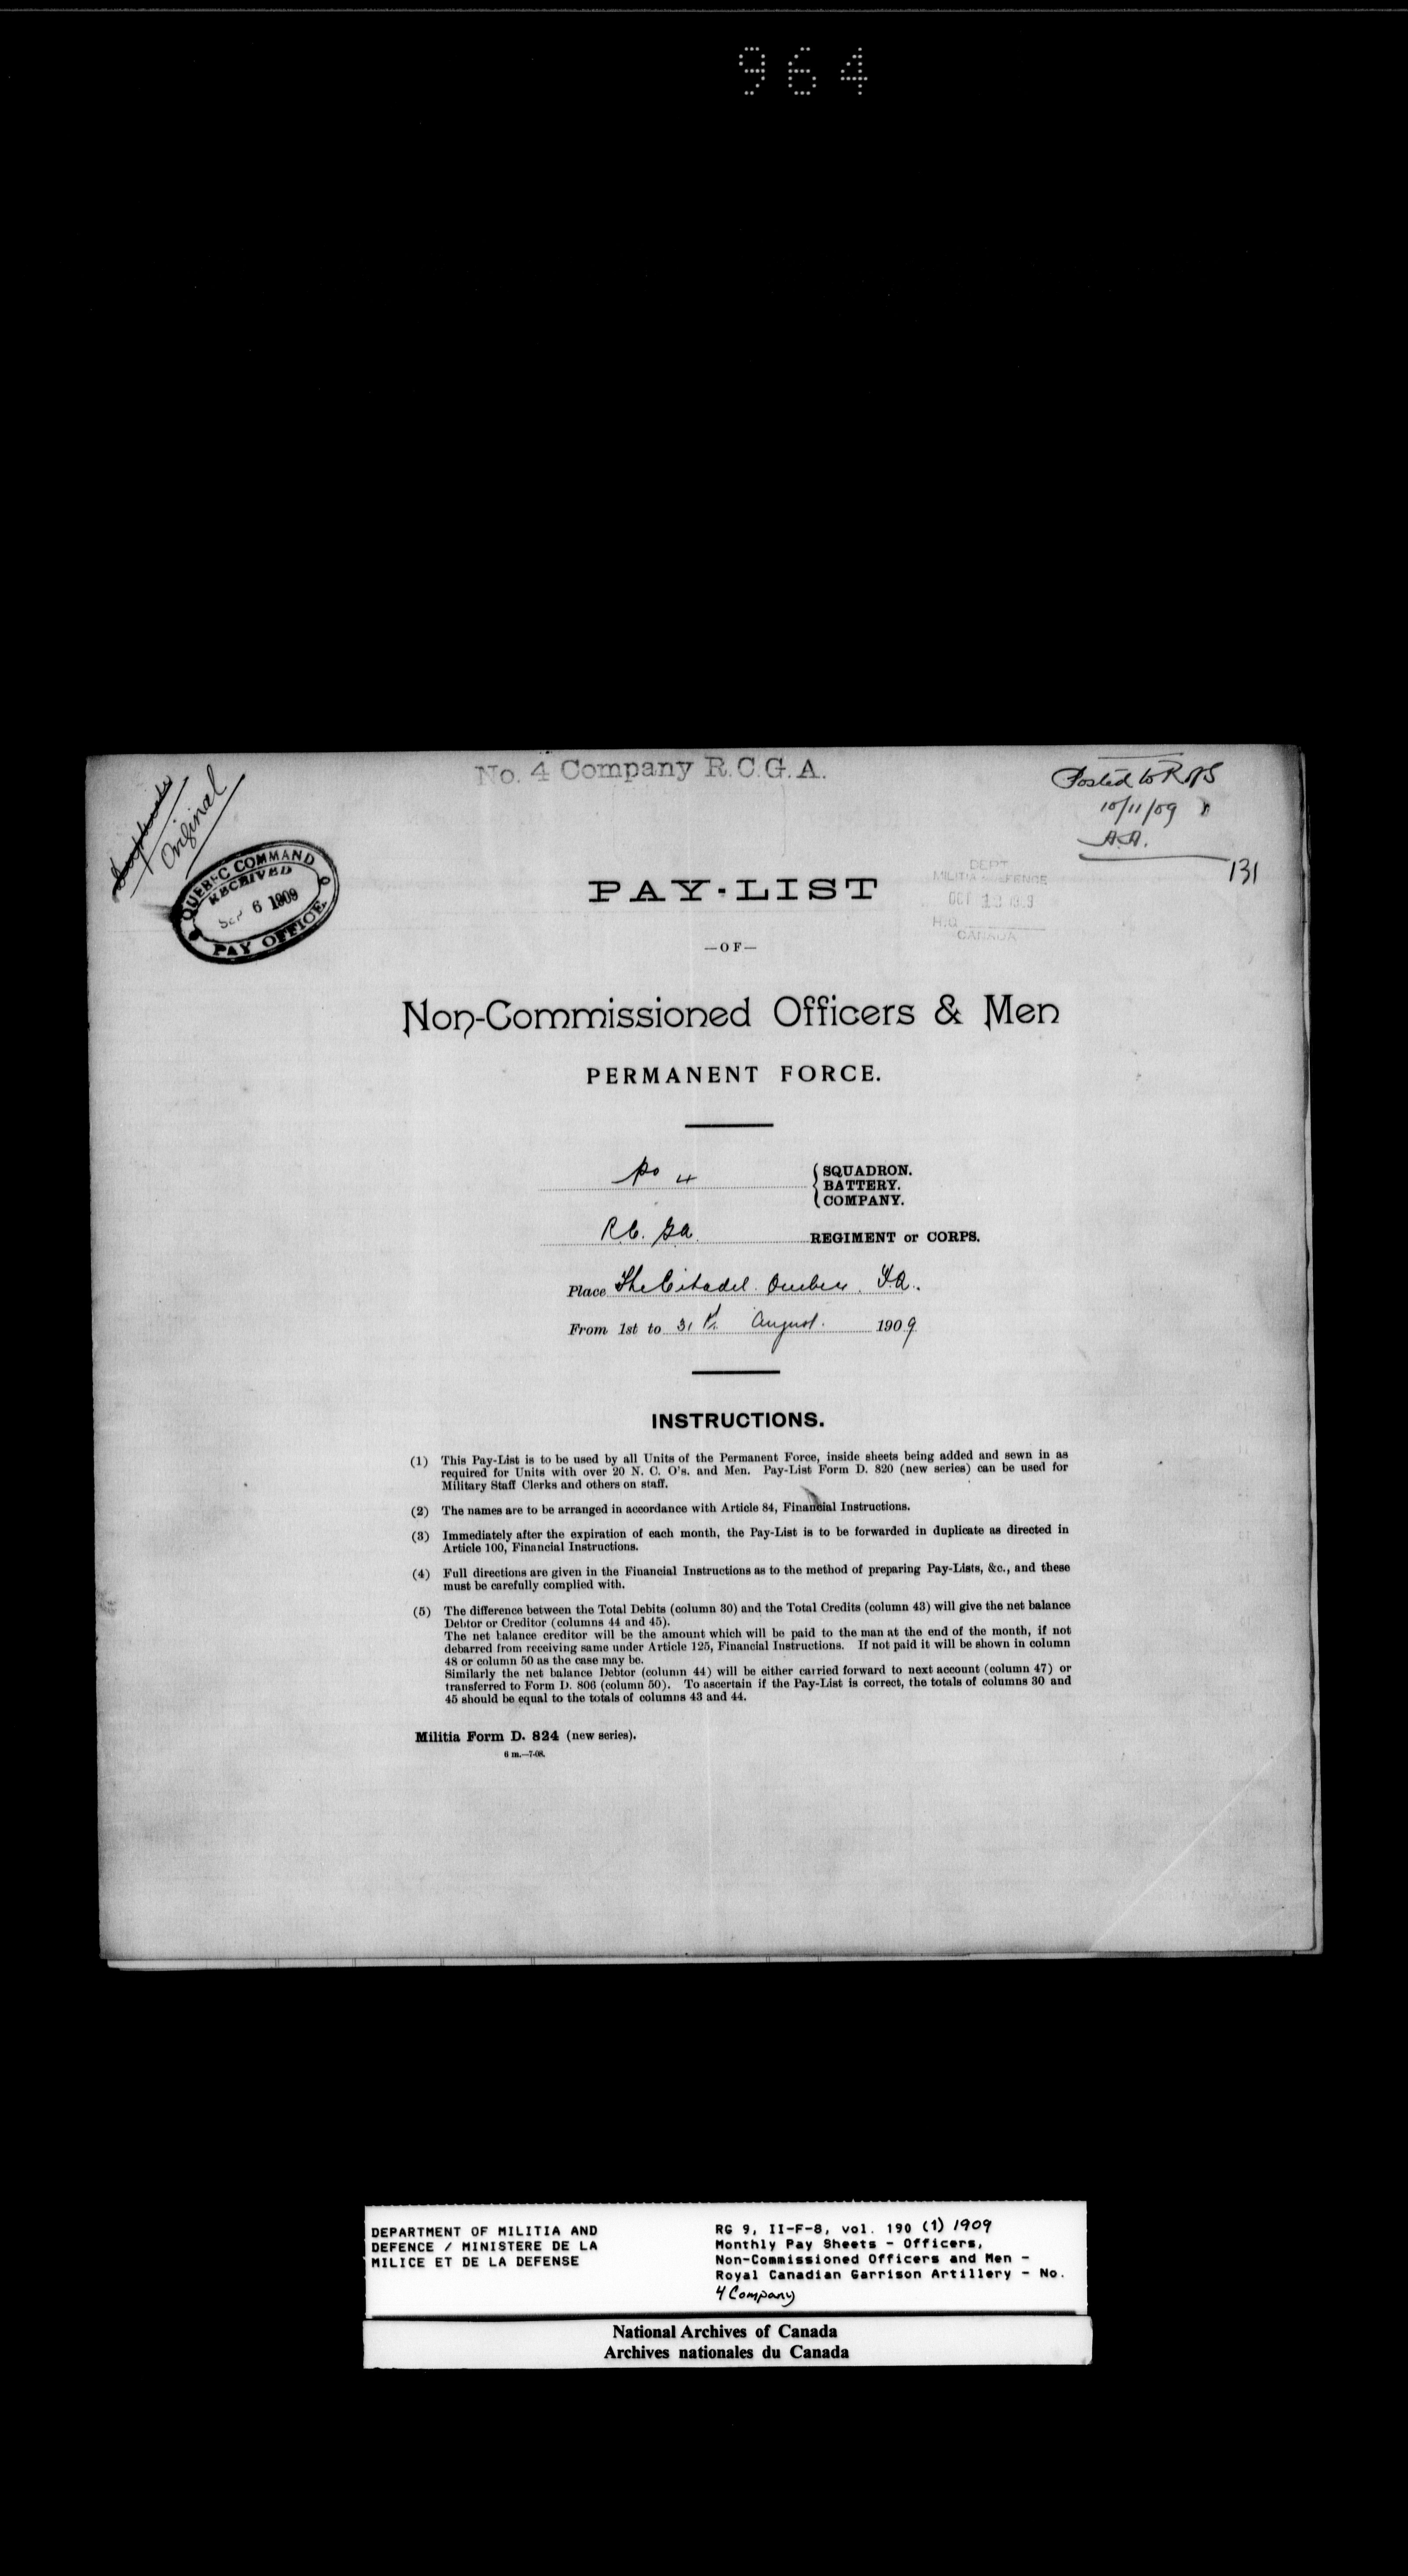 964
No. 4 Company R.C.G.A.
Original
QUEBEC COMMAND
RECEIVED
SEP 6 1909
PAY OFFICE
Posted to
10/11/09
A.A.
131
DEPT
MILITIA & DEFENCE
H.Q.
CANADA
PAY-LIST
—OF—
Non-Commissioned Officers & Men
PERMANENT FORCE.
No 4
SQUADRON.
BATTERY.
COMPANY.
R.C.G.A. REGIMENT or CORPS.
Place The Citadel. Quebec.
From 1st to 31st August. 1909
INSTRUCTIONS.
(1) This Pay-List is to be used by all Units of the Permanent Force, inside sheets being added and sewn in as
required for Units with over 20 N. C. O's. and Men. Pay-List Form D. 820 (new series) can be used for
Military Staff Clerks and others on staff.
(2) The names are to be arranged in accordance with Article 84, Financial Instructions.
(3) Immediately after the expiration of each month, the Pay-List is to be forwarded in duplicate as directed in
Article 100, Financial Instructions.
(4) Full directions are given in the Financial Instructions as to the method of preparing Pay-Lists, &c., and these
must be carefully complied with.
(5) The difference between the Total Debits (column 30) and the Total Credits (column 43) will give the net balance
Debtor or Creditor (columns 44 and 45).
The net balance creditor will be the amount which will be paid to the man at the end of the month, if not
debarred from receiving same under Article 125, Financial Instructions. If not paid it will be shown in column
48 or column 50 as the case may be.
Similarly the net balance Debtor (column 44) will be either carried forward to next account (column 47) or
transferred to Form D. 806 (column 50). To ascertain if the Pay-List is correct, the totals of columns 30 and
45 should be equal to the totals of columns 43 and 44.
Militia Form D. 824 (new series).
6 m.—7-08.
DEPARTMENT OF MILITIA AND
DEFENCE / MINISTERE DE LA
MILICE ET DE LA DEFENSE
RG 9, II-F-8, vol. 190 (1) 1909
Monthly Pay Sheets - Officers,
Non-Commissioned Officers and Men -
Royal Canadian Garrison Artillery - No.
4 Company
National Archives of Canada
Archives nationales du Canada